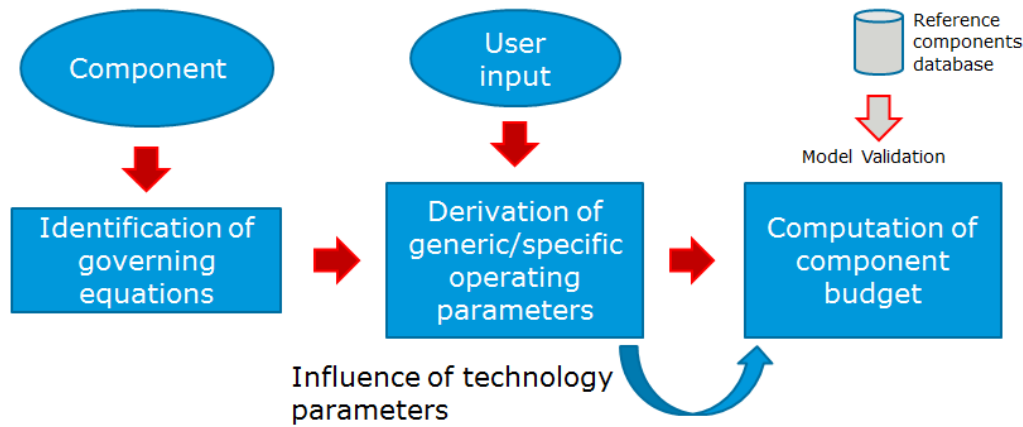 Component
User
input
Reference
components
database
Model Validation
Identification of
governing
equations
Derivation of
generic/specific
operating
parameters
Computation of
component
budget
Influence of technology
parameters